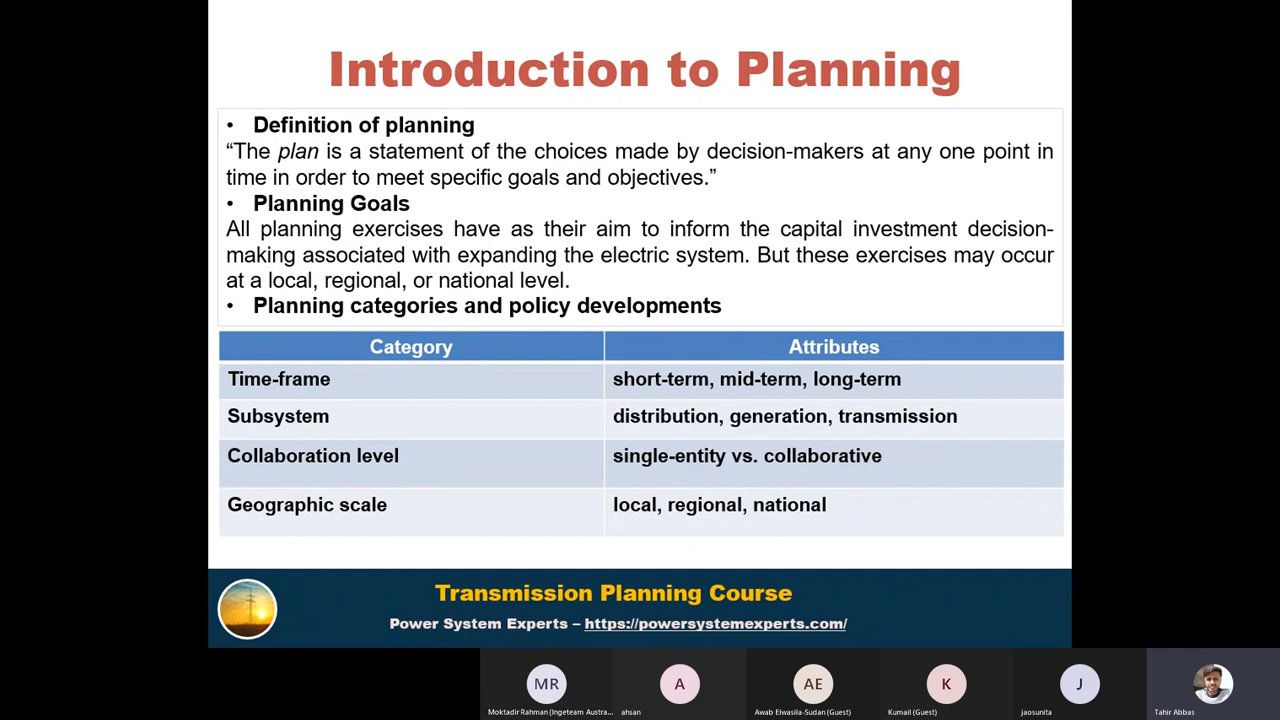 Introduction to Planning
• Definition of planning
“The plan is a statement of the choices made by decision-makers at any one point in
time in order to meet specific goals and objectives.”
• Planning Goals
All planning exercises have as their aim to inform the capital investment decision-
making associated with expanding the electric system. But these exercises may occur
at a local, regional, or national level.
• Planning categories and policy developments
Category Attributes
Time-frame short-term, mid-term, long-term
Subsystem distribution, generation, transmission
Collaboration level single-entity vs. collaborative
Geographic scale local, regional, national
Transmission Planning Course
Power System Experts – https://powersystemexperts.com/
MR A AE K J
Moktadir Rahman (Ingeteam Austra... ahsan Awab Elwasila-Sudan (Guest) Kumail (Guest) jaosunita Tahir Abbas